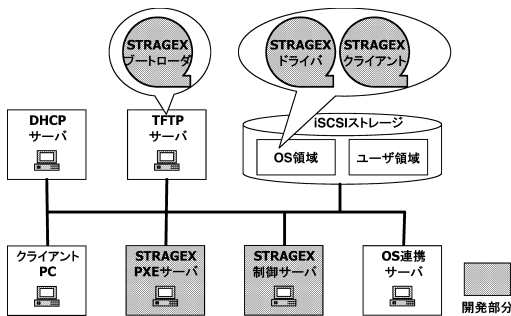 STRAGEX
ブートローダ
STRAGEX
ドライバ
STRAGEX
クライアント
DHCP
サーバ
TFTP
サーバ
iSCSIストレージ
OS領域
ユーザ領域
クライアント
PC
STRAGEX
PXEサーバ
STRAGEX
制御サーバ
OS連携
サーバ
開発部分